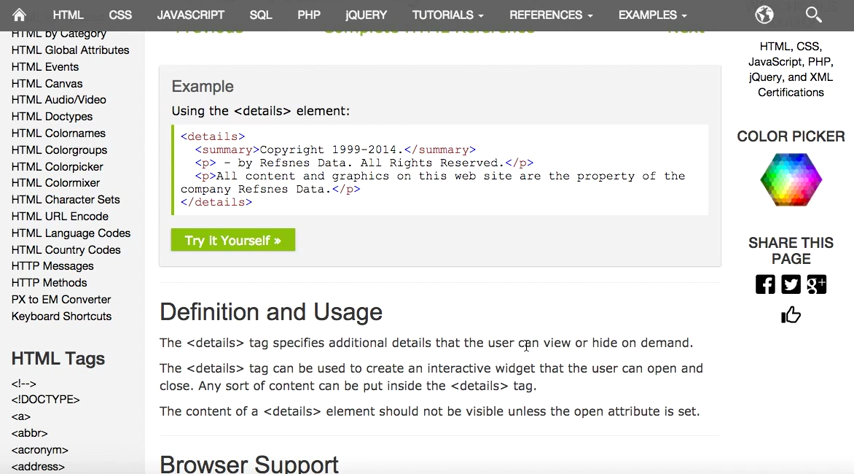 HTML CSS JAVASCRIPT SQL PHP jQUERY TUTORIALS REFERENCES EXAMPLES
HTML by Category
HTML Global Attributes
HTML Events
HTML Canvas
HTML Audio/Video
HTML Doctypes
HTML Colornames
HTML Colorgroups
HTML Colorpicker
HTML Colormixer
HTML Character Sets
HTML URL Encode
HTML Language Codes
HTML Country Codes
HTTP Messages
HTTP Methods
PX to EM Converter
Keyboard Shortcuts
HTML Tags
<!-->
<!DOCTYPE>
<a>
<abbr>
<acronym>
<address>
Previous
Complete HTML Reference
Next
Example
Using the <details> element:
<details>
<summary>Copyright 1999-2014.</summary>
<p> - by Refsnes Data. All Rights Reserved.</p>
<p>All content and graphics on this web site are the property of the
company Refsnes Data.</p>
</details>
Try it Yourself »
Definition and Usage
The <details> tag specifies additional details that the user can view or hide on demand.
The <details> tag can be used to create an interactive widget that the user can open and
close. Any sort of content can be put inside the <details> tag.
The content of a <details> element should not be visible unless the open attribute is set.
Browser Support
HTML, CSS,
JavaScript, PHP,
jQuery, and XML
Certifications
COLOR PICKER
SHARE THIS
PAGE